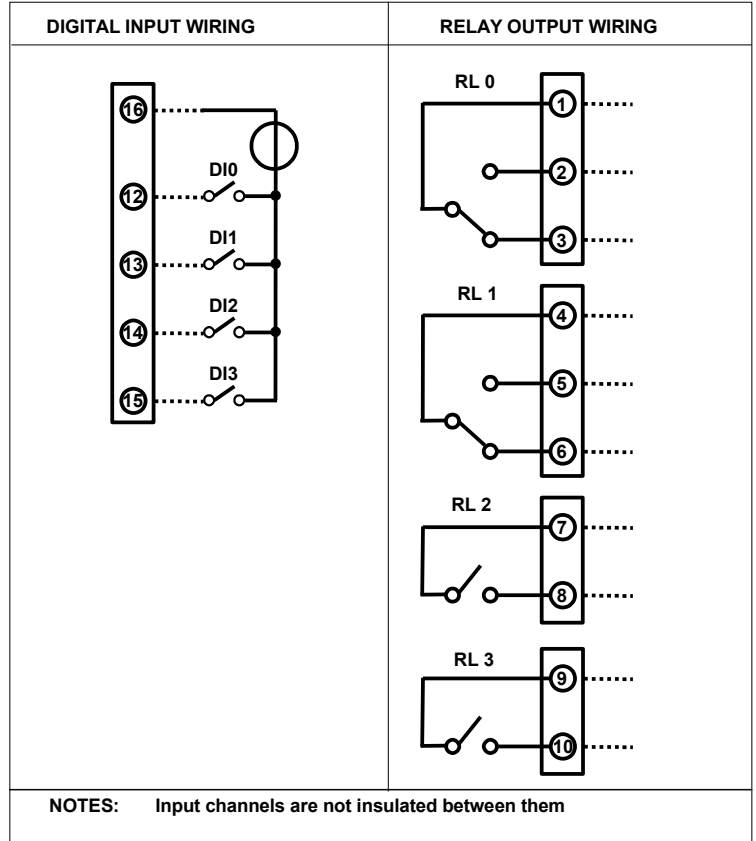 DIGITAL INPUT WIRING
RELAY OUTPUT WIRING
16
DI0
12
DI1
13
DI2
14
DI3
15
RL 0
1
2
3
RL 1
4
5
6
RL 2
7
8
RL 3
9
10
NOTES: Input channels are not insulated between them